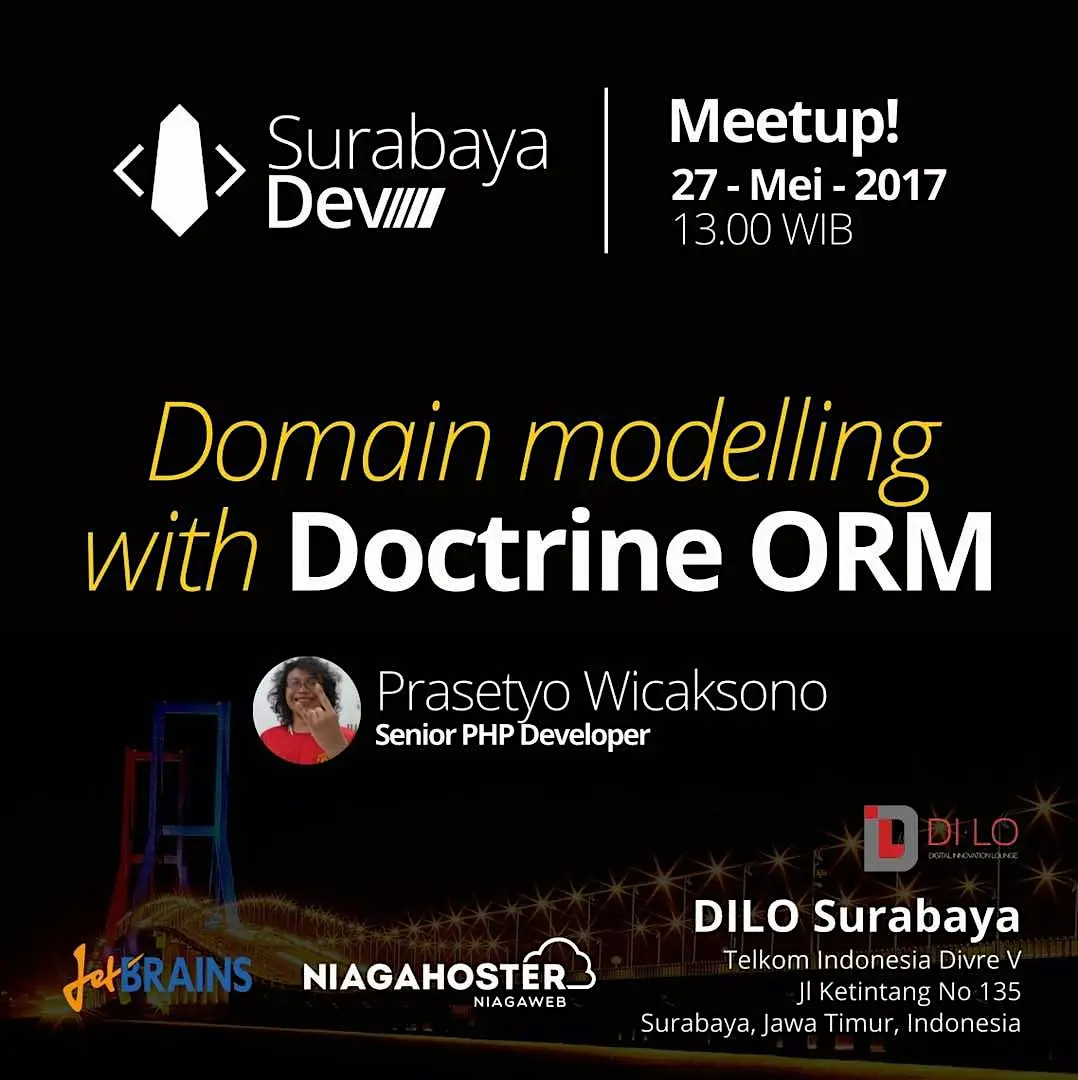 Surabaya
Dev
Meetup!
27 - Mei - 2017
13.00 WIB
Domain modelling
with Doctrine ORM
Prasetyo Wicaksono
Senior PHP Developer
DI·LO
DIGITAL INNOVATION LOUNGE
DILO Surabaya
Telkom Indonesia Divre V
Jl Ketintang No 135
Surabaya, Jawa Timur, Indonesia
JetBRAINS
NIAGAHOSTER
NIAGAWEB